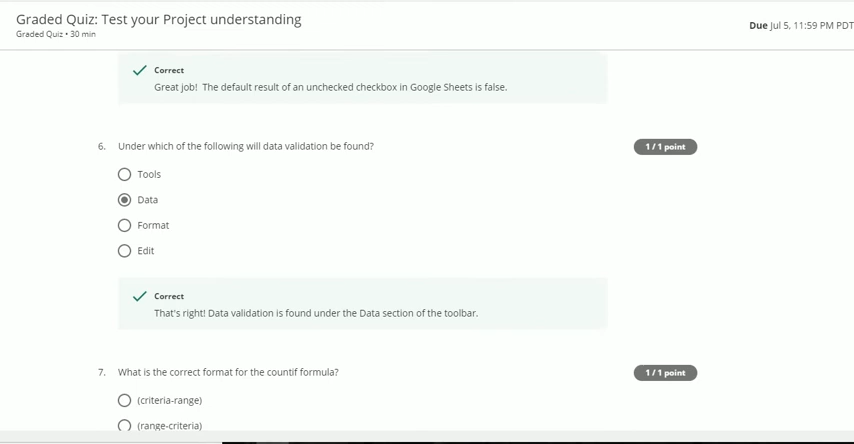 Graded Quiz: Test your Project understanding
Graded Quiz • 30 min
Due Jul 5, 11:59 PM PDT
Correct
Great job!  The default result of an unchecked checkbox in Google Sheets is false.
6. Under which of the following will data validation be found?
1 / 1 point
Tools
Data
Format
Edit
Correct
That's right! Data validation is found under the Data section of the toolbar.
7. What is the correct format for the countif formula?
1 / 1 point
(criteria-range)
(range-criteria)